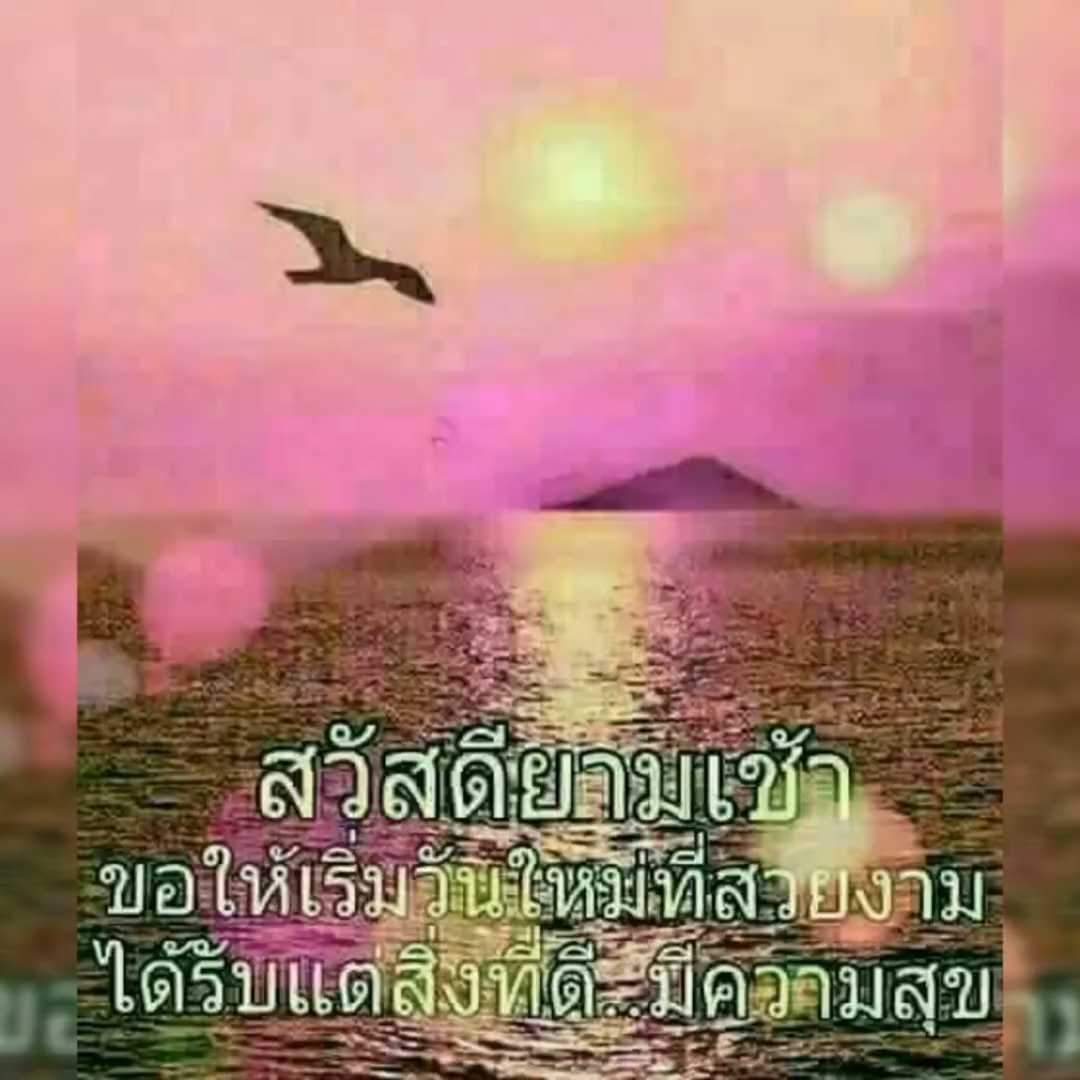 สวัสดียามเช้า
ขอให้เริ่มวันใหม่ที่สวยงาม
ได้รับแต่สิ่งที่ดี...มีความสุข